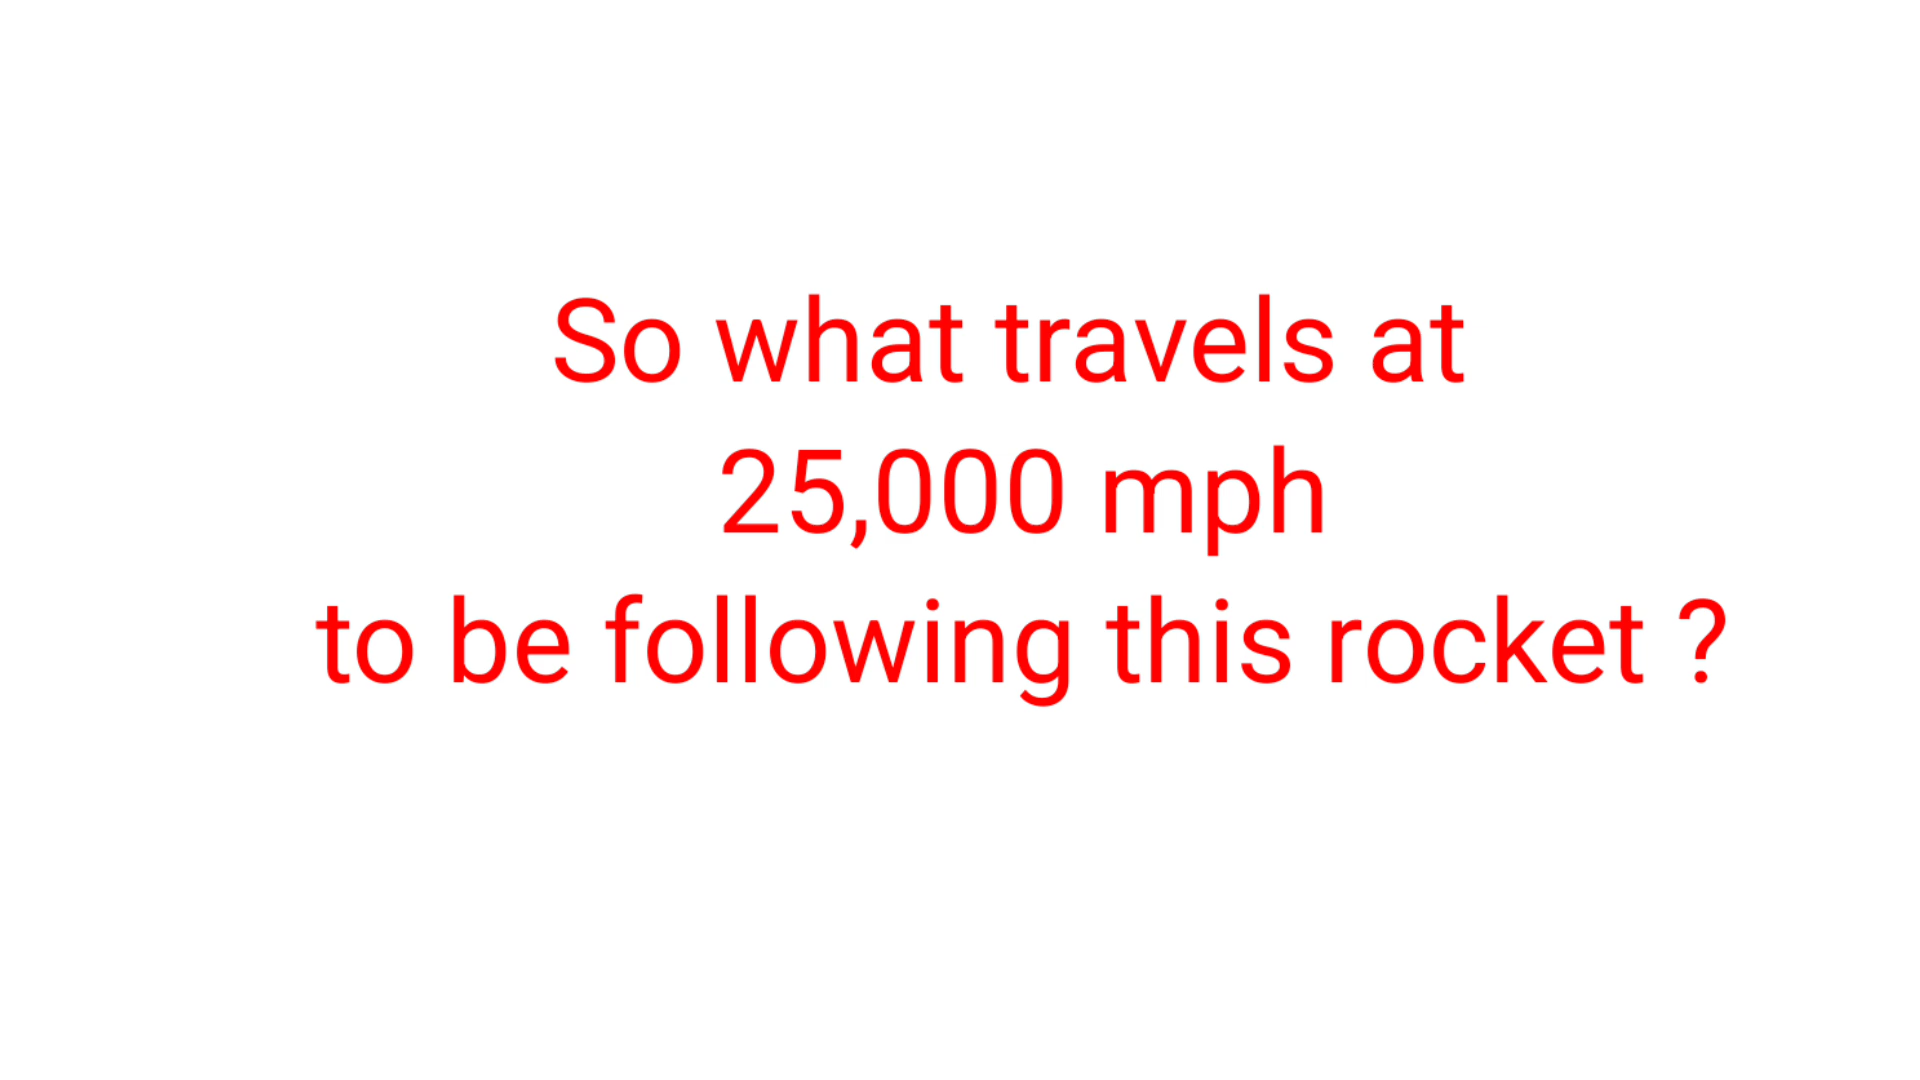 So what travels at
25,000 mph
to be following this rocket ?